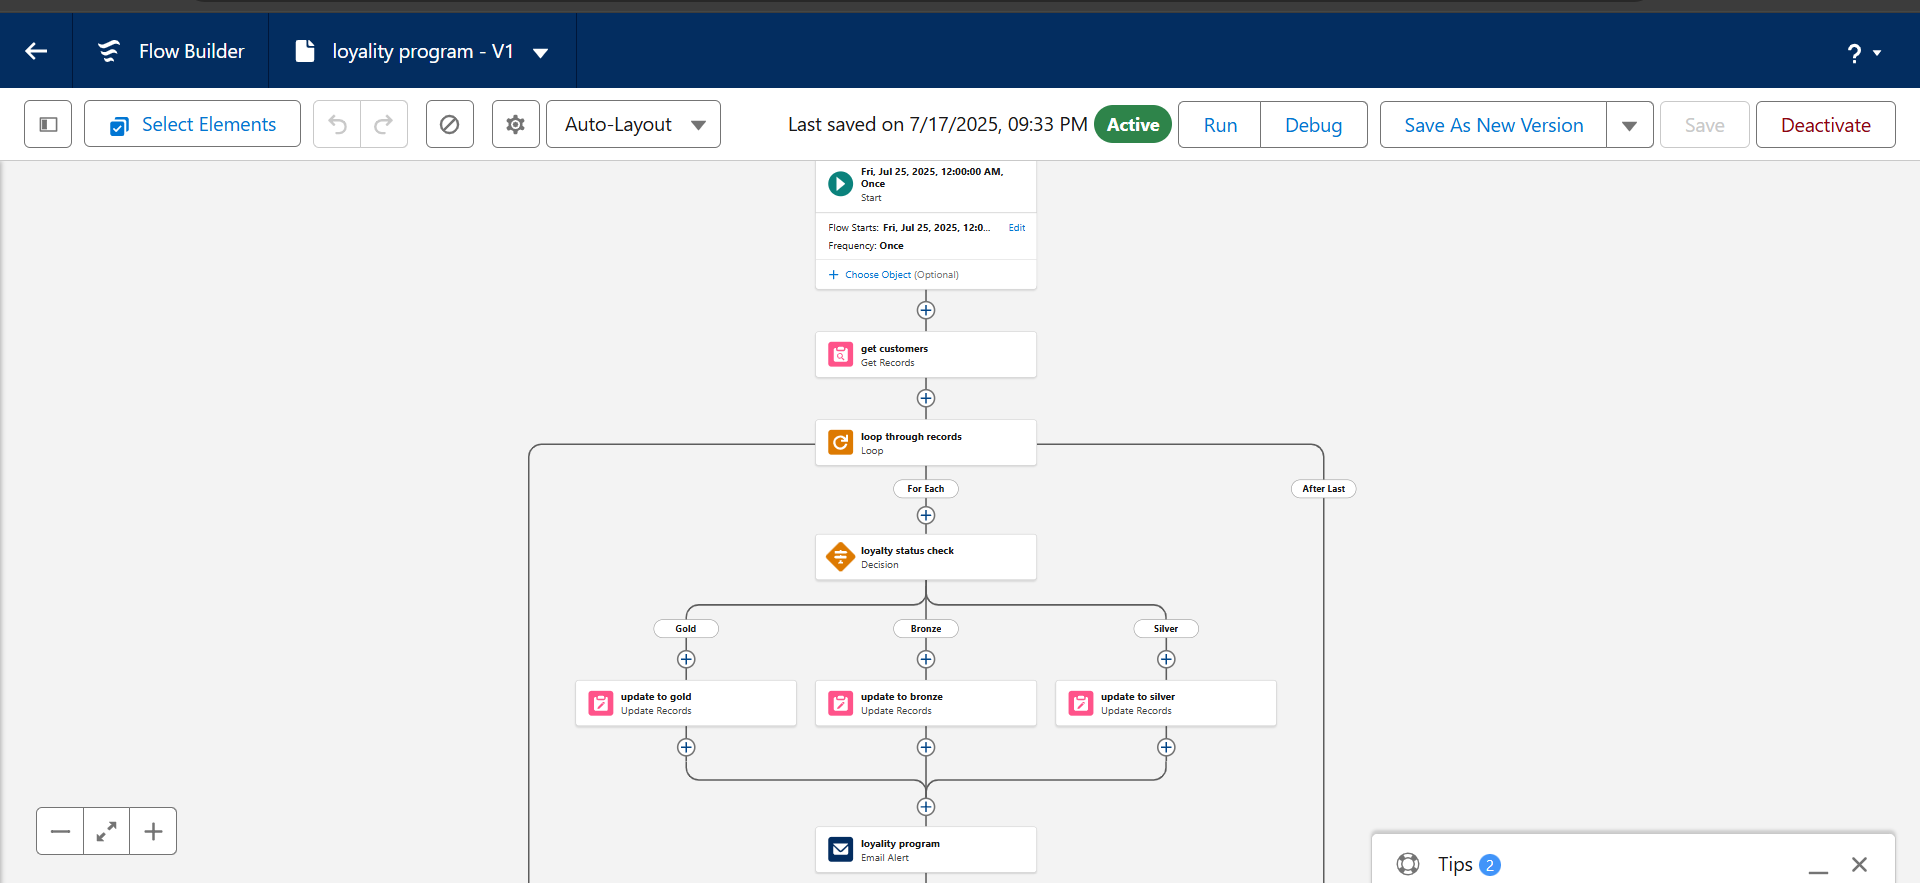 Flow Builder
loyality program - V1
?
Select Elements
Auto-Layout
Last saved on 7/17/2025, 09:33 PM
Active
Run
Debug
Save As New Version
Save
Deactivate
Fri, Jul 25, 2025, 12:00:00 AM,
Once
Start
Flow Starts: Fri, Jul 25, 2025, 12:0...
Edit
Frequency: Once
+ Choose Object (Optional)
get customers
Get Records
loop through records
Loop
For Each
After Last
loyalty status check
Decision
Gold
Bronze
Silver
update to gold
Update Records
update to bronze
Update Records
update to silver
Update Records
loyality program
Email Alert
Tips 2